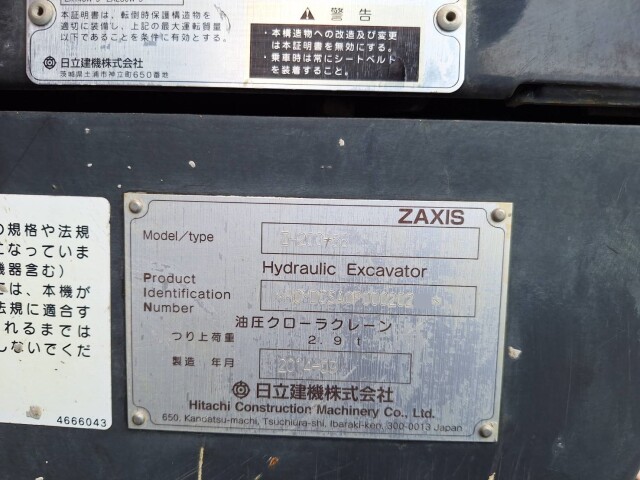 本証明書は、転倒時保護構造物を
適切に装備し、上記の最大運転質量
以下であることを条件に有効です。
日立建機株式会社
茨城県土浦市神立町650番地
警告
・本構造物への改造及び変更
は本証明書を無効にする。
・乗車時は常にシートベルト
を装着すること。
の規格や法規
になっていま
機器含む)
は、本機が
法規に適合す
れるまでは
しないでくだ
4666043
ZAXIS
Model/type
Hydraulic Excavator
Product
Identification
Number
油圧クローラクレーン
つり上荷重 2.9t
製造 年月
日立建機株式会社
Hitachi Construction Machinery Co., Ltd.
650, Kandatsu-machi, Tsuchiura-shi, Ibaraki-ken, 300-0013 Japan